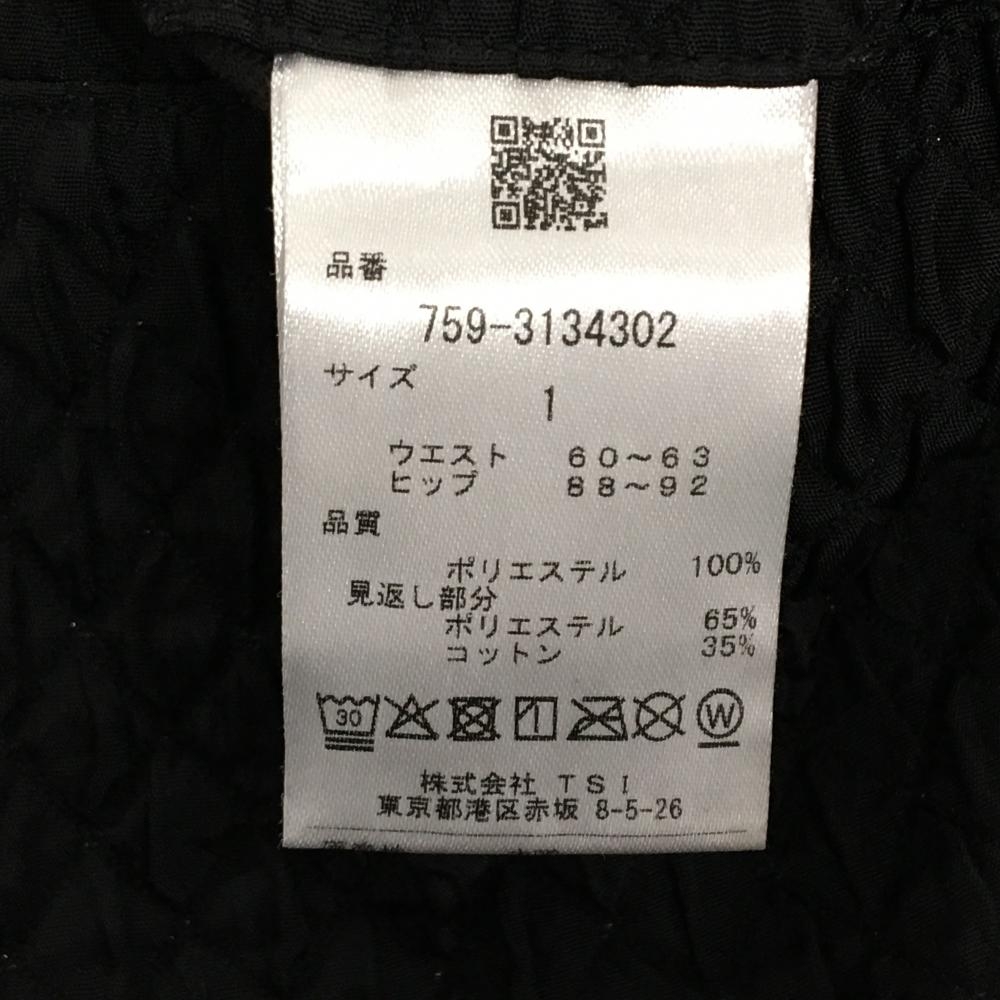 品番
759-3134302
サイズ
1
ウエスト 60~63
ヒップ 88~92
品質
ポリエステル 100%
見返し部分
ポリエステル 65%
コットン 35%
30 W
株式会社 TSI
東京都港区赤坂 8-5-26